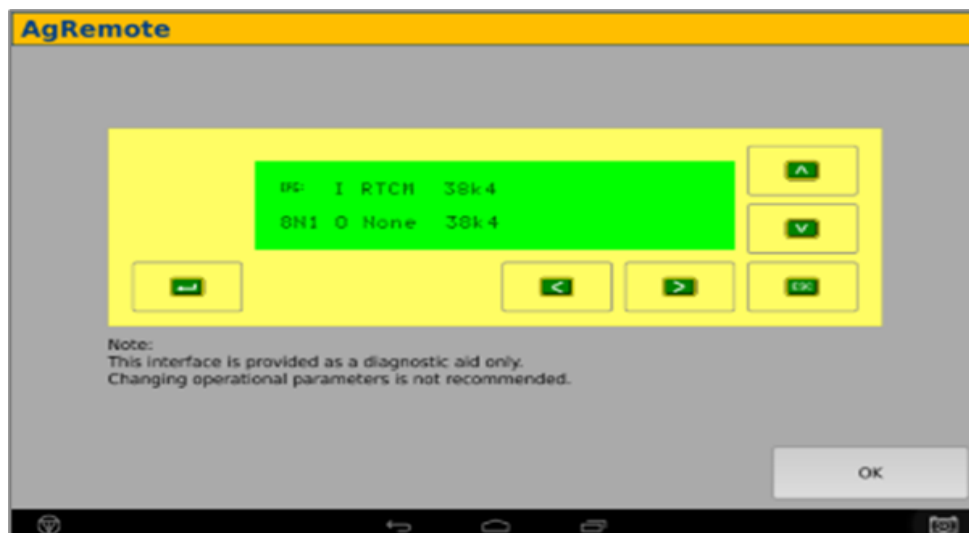 AgRemote
I RTCM 38k4
8N1 O None 38k4
ESC
Note:
This interface is provided as a diagnostic aid only.
Changing operational parameters is not recommended.
OK